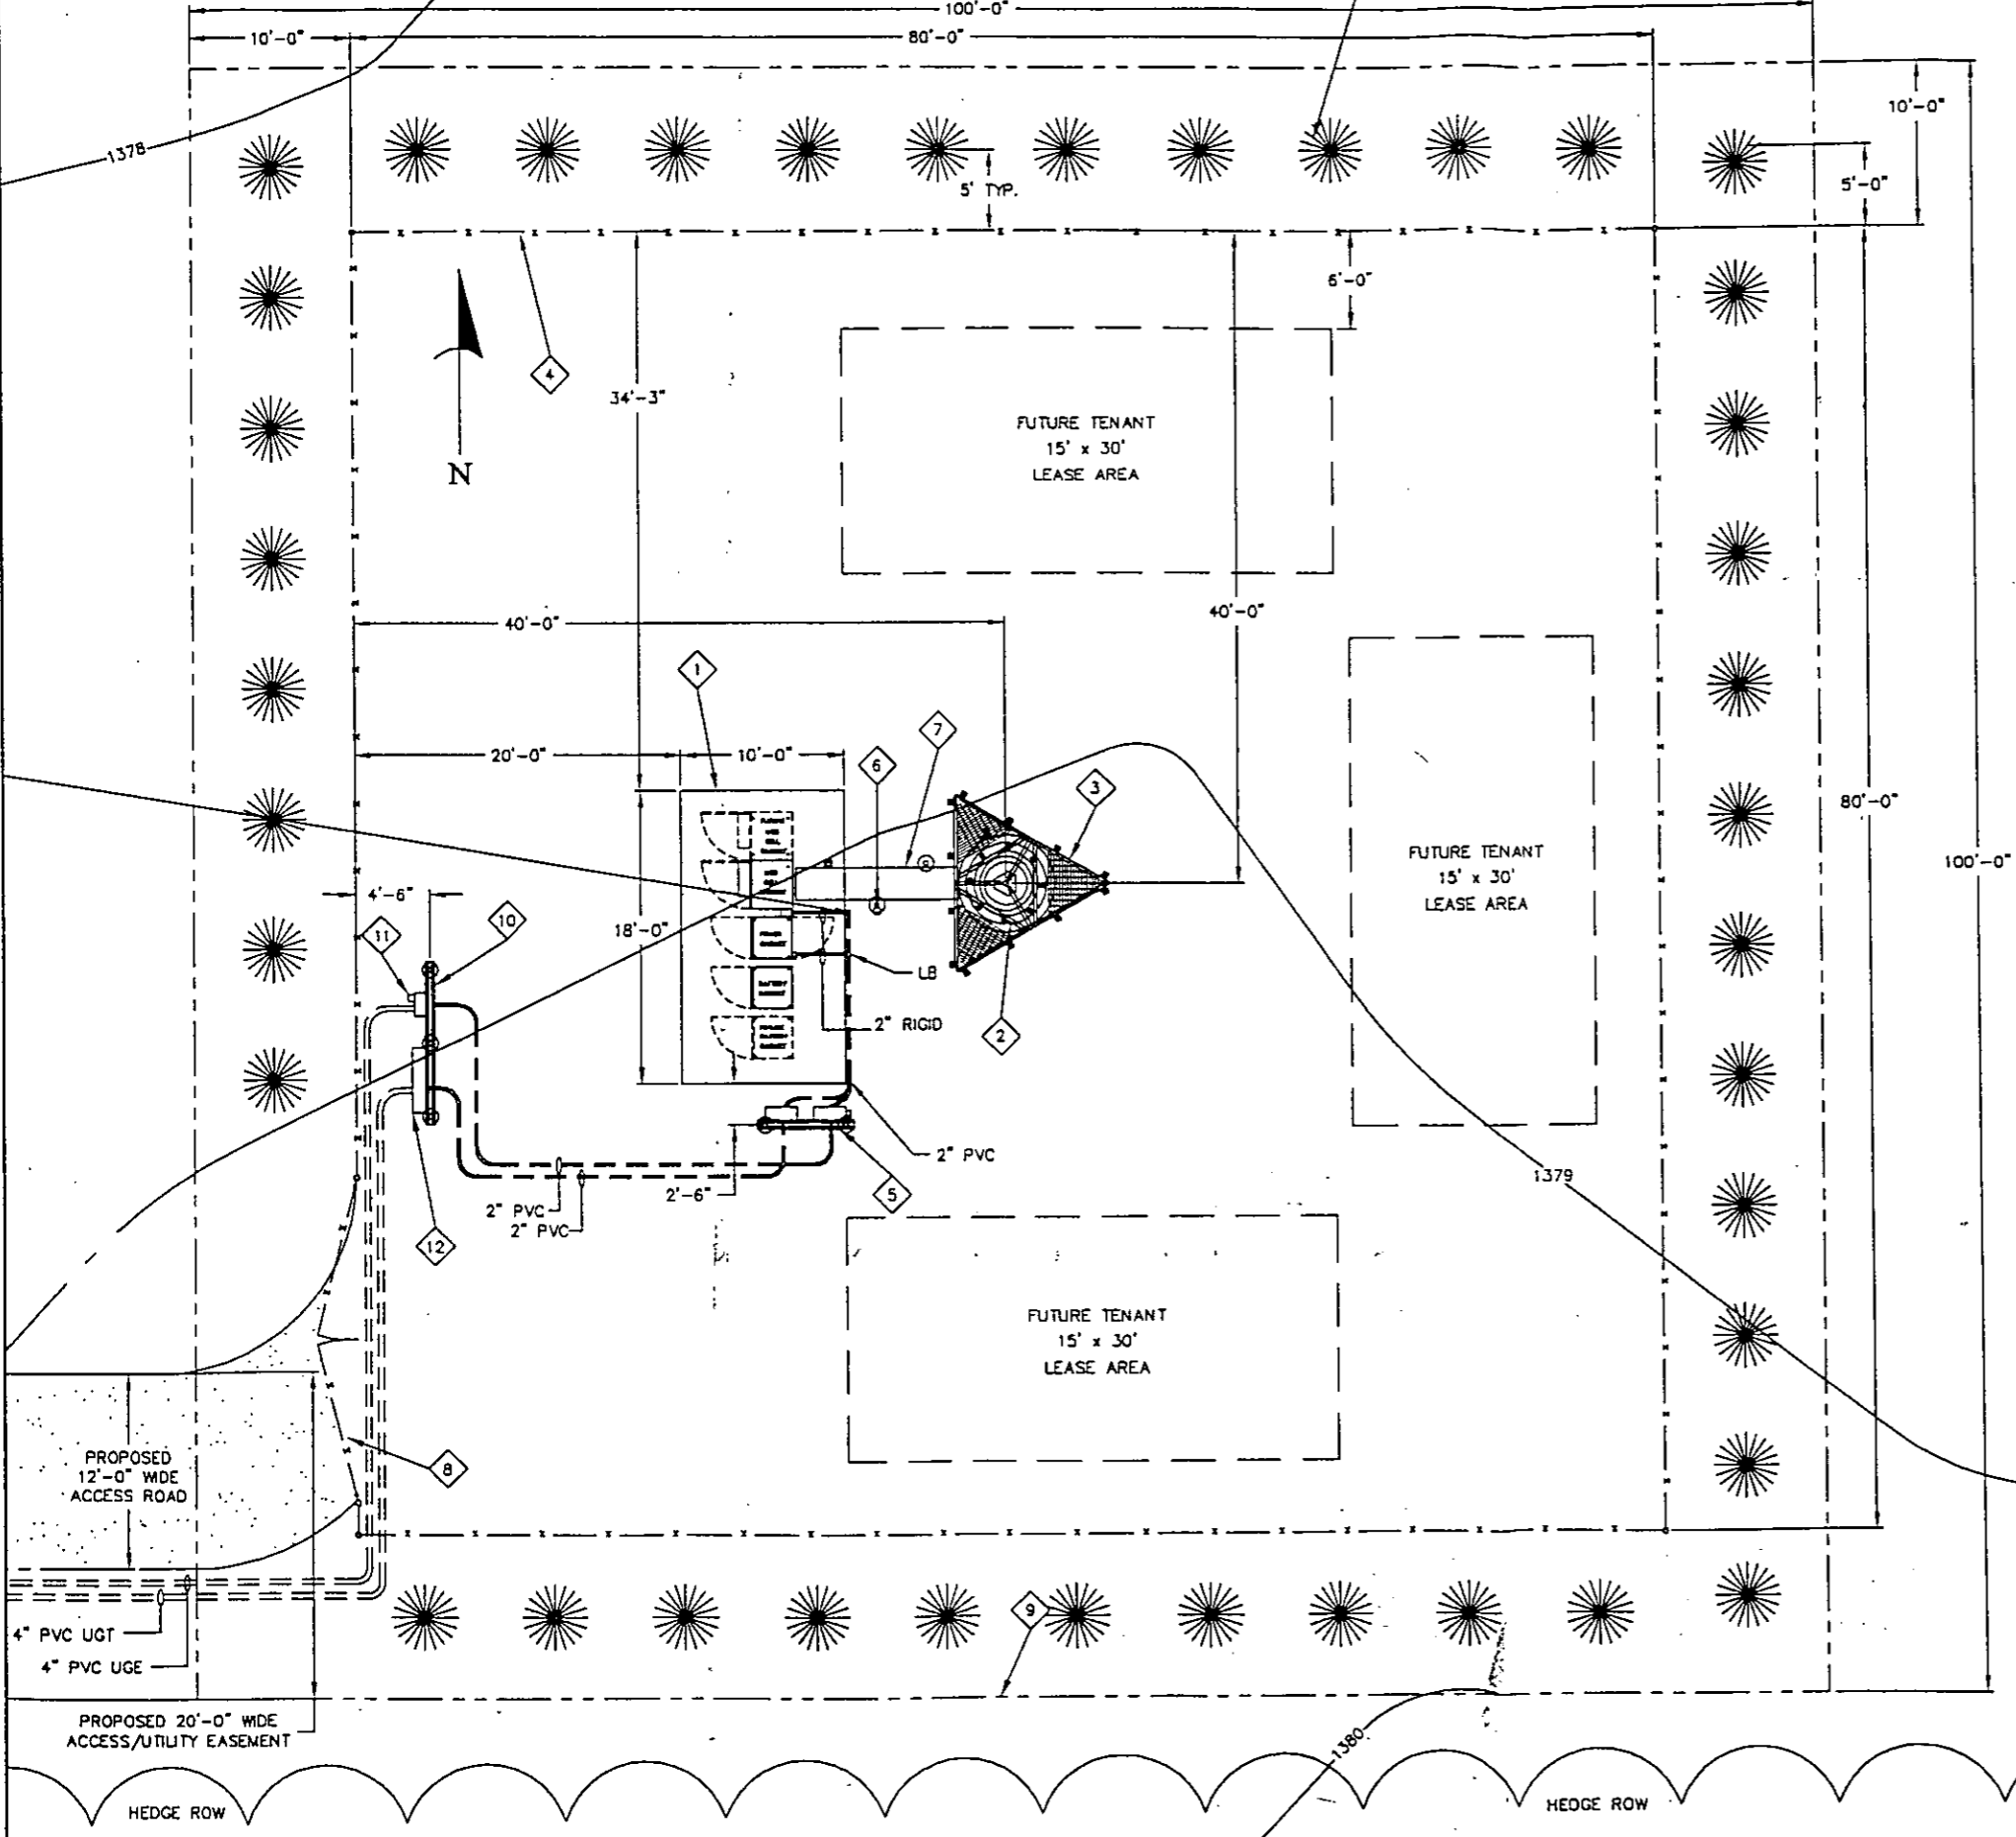 100'-0"
10'-0"
80'-0"
10'-0"
1378
5' TYP.
5'-0"
6'-0"
4
34'-3"
FUTURE TENANT
15' x 30'
LEASE AREA
N
40'-0"
40'-0"
1
7
20'-0"
10'-0"
6
3
80'-0"
FUTURE TENANT
15' x 30'
LEASE AREA
100'-0"
4'-6"
10
11
18'-0"
LB
2" RIGID
2
2" PVC
1379
2'-6"
5
2" PVC
2" PVC
12
FUTURE TENANT
15' x 30'
LEASE AREA
PROPOSED
12'-0" WIDE
ACCESS ROAD
8
9
4" PVC UGT
4" PVC UGE
PROPOSED 20'-0" WIDE
ACCESS/UTILITY EASEMENT
1380
HEDGE ROW
HEDGE ROW